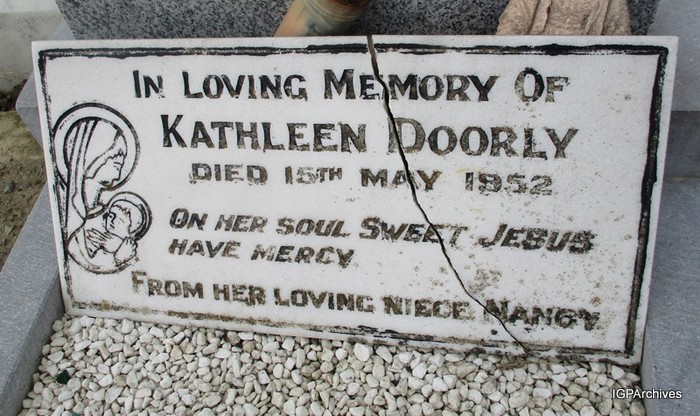 In Loving Memory Of
Kathleen Doorly
Died 15th May 1952
On her soul Sweet Jesus
have mercy
From her loving niece Nancy
IGPArchives